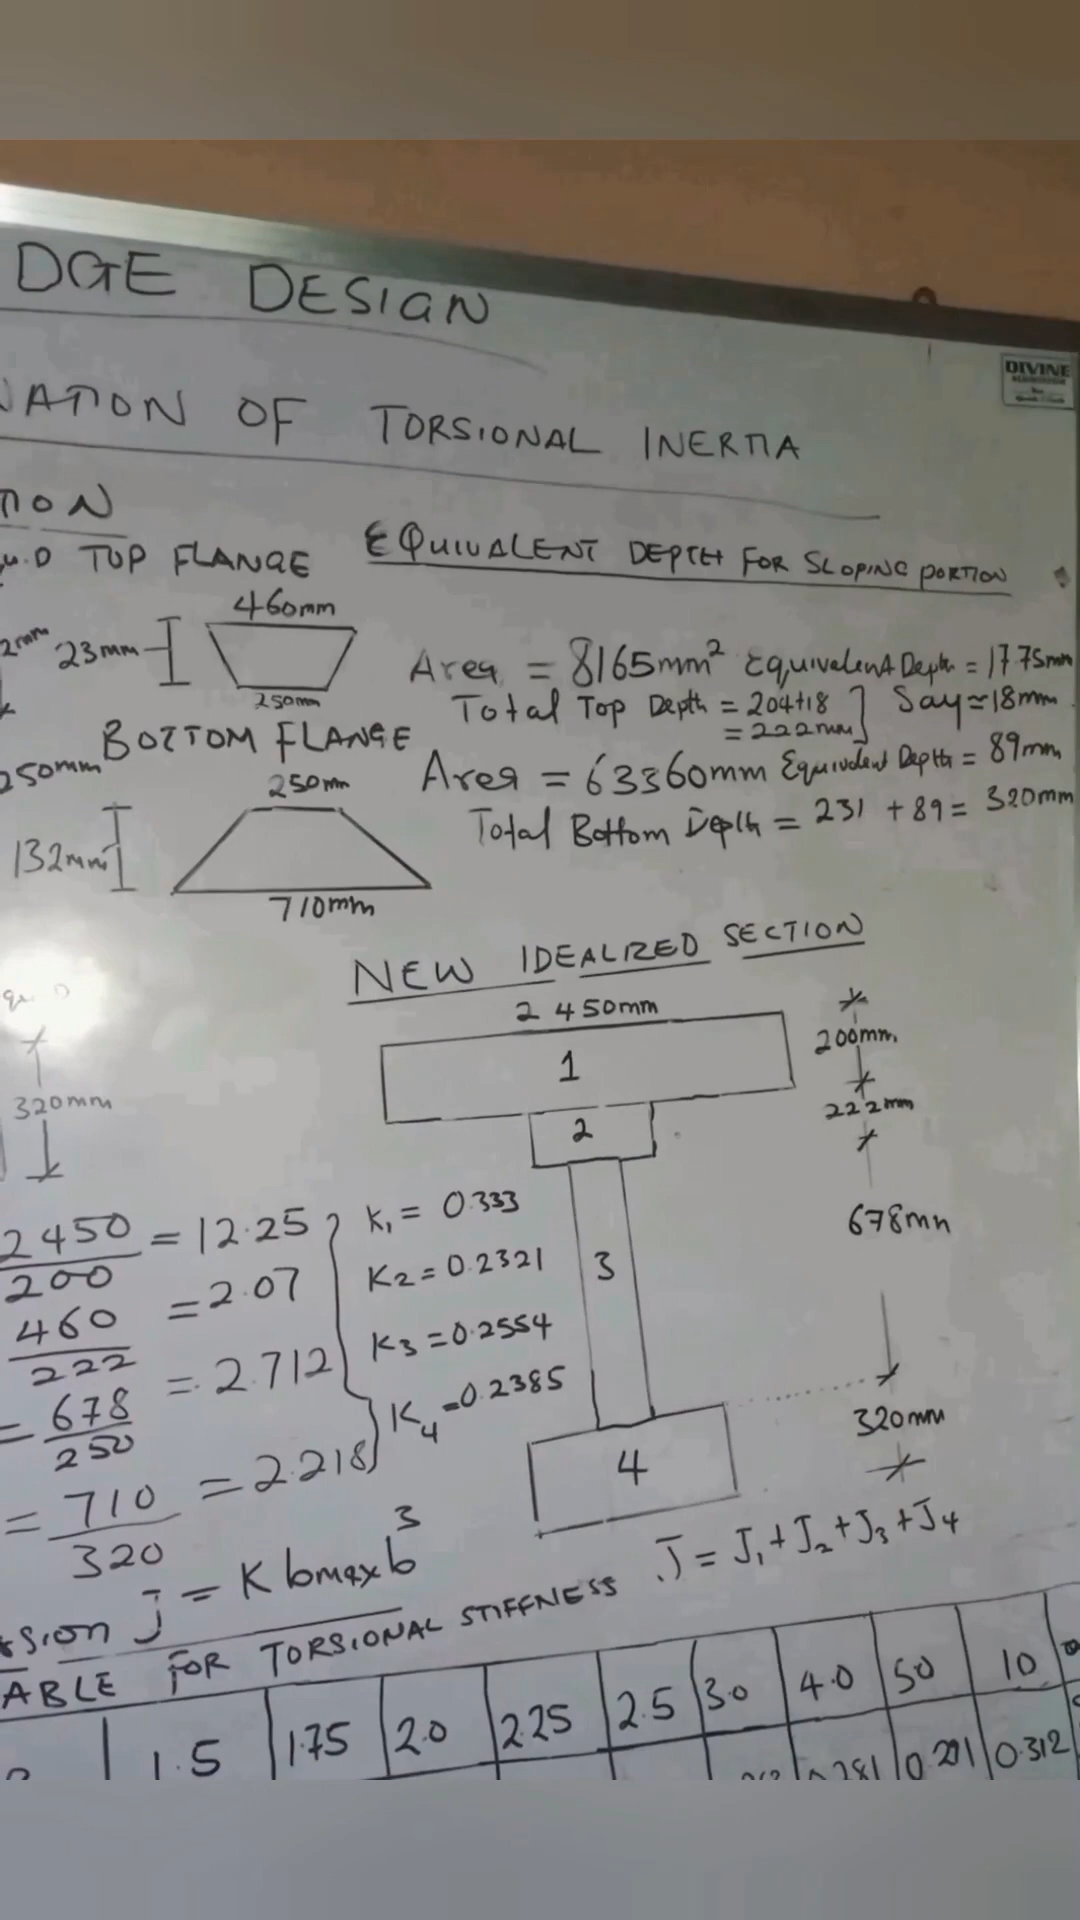 DGE DESIGN
DIVINE
NATION OF TORSIONAL INERTIA
TION
.D TOP FLANGE
EQUIVALENT DEPTH FOR SLOPING PORTION
460mm
2mm 23mm
250mm
Area = 8165mm² Equivalent Depth = 17.75mm
Total Top Depth = 204+18 ] Say ≈ 18mm
= 222mm
BOTTOM FLANGE
250mm
250mm
132mm
710mm
Area = 63360mm Equivalent Depth = 89mm
Total Bottom Depth = 231 + 89 = 320mm
NEW IDEALIZED SECTION
2450mm
1
2
3
4
200mm
222mm
678mm
320mm
320mm
2450/200 = 12.25
460/222 = 2.07
= 678/250 = 2.712
= 710/320 = 2.218
K₁ = 0.333
K2 = 0.2321
K3 = 0.2554
K4 = 0.2385
sion j = K bmax b³
J = J₁ + J₂ + J₃ + J4
ABLE FOR TORSIONAL STIFFNESS
1.5 1.75 2.0 2.25 2.5 3.0 4.0 50 10
0.281 0.291 0.312